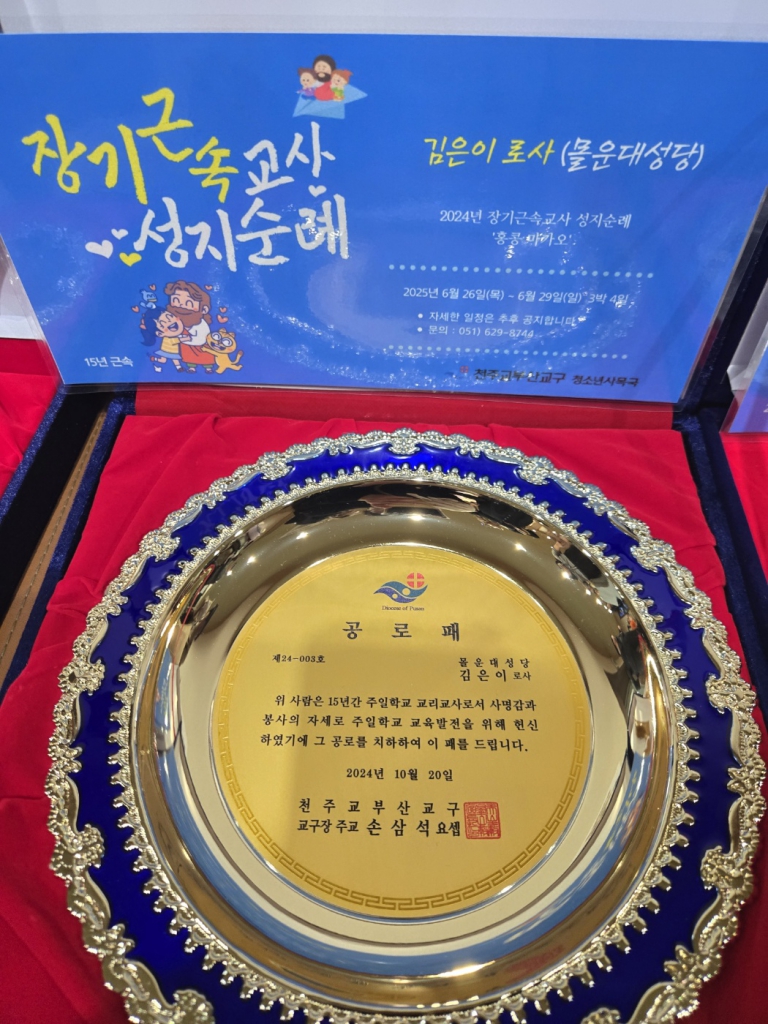 장기근속교사
성지순례
15년 근속
김은이 로사 (몰운대성당)
2024년 장기근속교사 성지순례
'홍콩 마카오'
2025년 6월 26일(목) ~ 6월 29일(일) 3박 4일
• 자세한 일정은 추후 공지합니다.
• 문의 : 051) 629-8744
천주교부산교구 청소년사목국
Diocese of Pusan
공로패
제24-003호
몰운대성당
김은이 로사
위 사람은 15년간 주일학교 교리교사로서 사명감과
봉사의 자세로 주일학교 교육발전을 위해 헌신
하였기에 그 공로를 치하하여 이 패를 드립니다.
2024년 10월 20일
천주교부산교구
교구장 주교 손삼석 요셉